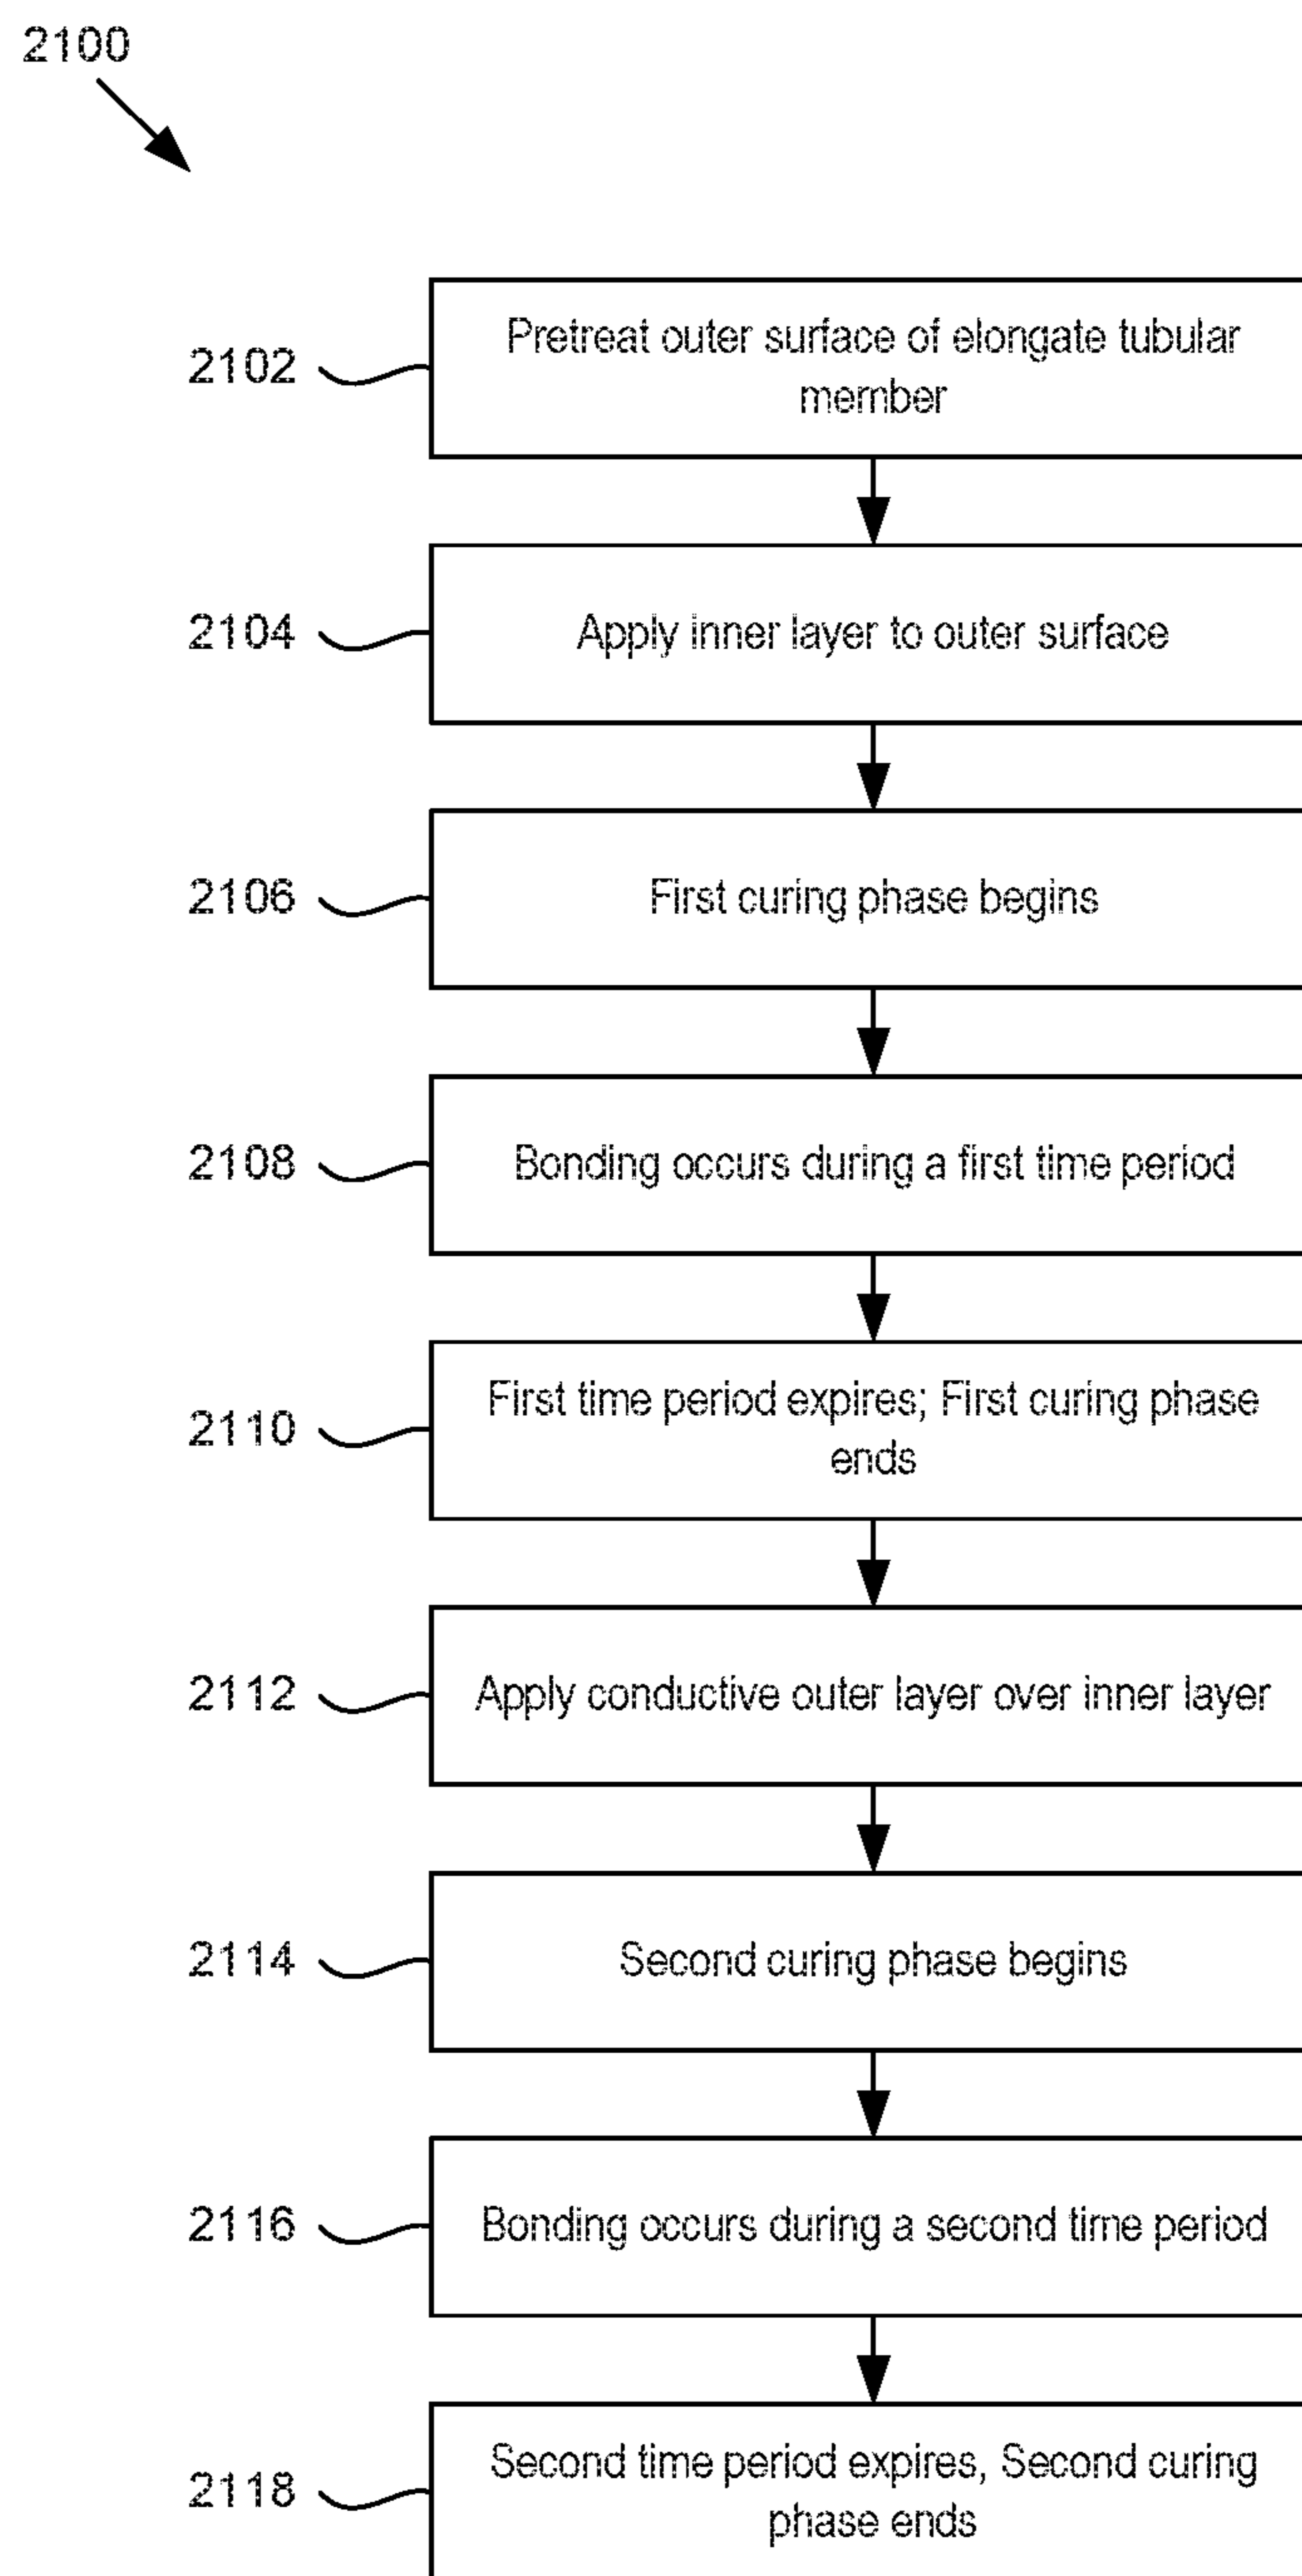 2100
2102
Pretreat outer surface of elongate tubular
member
2104
Apply inner layer to outer surface
2106
First curing phase begins
2108
Bonding occurs during a first time period
2110
First time period expires; First curing phase
ends
2112
Apply conductive outer layer over inner layer
2114
Second curing phase begins
2116
Bonding occurs during a second time period
2118
Second time period expires, Second curing
phase ends